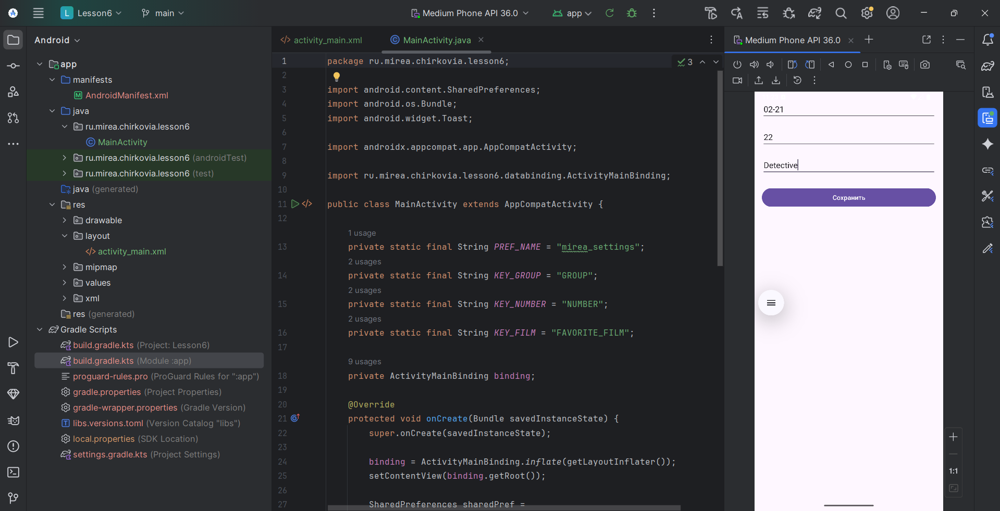 L Lesson6
main
Medium Phone API 36.0
app
Android
activity_main.xml
MainActivity.java
Medium Phone API 36.0
app
manifests
AndroidManifest.xml
java
ru.mirea.chirkovia.lesson6
MainActivity
ru.mirea.chirkovia.lesson6 (androidTest)
ru.mirea.chirkovia.lesson6 (test)
java (generated)
res
drawable
layout
activity_main.xml
mipmap
values
xml
res (generated)
Gradle Scripts
build.gradle.kts (Project: Lesson6)
build.gradle.kts (Module :app)
proguard-rules.pro (ProGuard Rules for ":app")
gradle.properties (Project Properties)
gradle-wrapper.properties (Gradle Version)
libs.versions.toml (Version Catalog "libs")
local.properties (SDK Location)
settings.gradle.kts (Project Settings)
3
1 package ru.mirea.chirkovia.lesson6;
2
3 import android.content.SharedPreferences;
4 import android.os.Bundle;
5 import android.widget.Toast;
6
7 import androidx.appcompat.app.AppCompatActivity;
8
9 import ru.mirea.chirkovia.lesson6.databinding.ActivityMainBinding;
10
11 public class MainActivity extends AppCompatActivity {
12
1 usage
13 private static final String PREF_NAME = "mirea_settings";
2 usages
14 private static final String KEY_GROUP = "GROUP";
2 usages
15 private static final String KEY_NUMBER = "NUMBER";
2 usages
16 private static final String KEY_FILM = "FAVORITE_FILM";
17
9 usages
18 private ActivityMainBinding binding;
19
20 @Override
21 protected void onCreate(Bundle savedInstanceState) {
22 super.onCreate(savedInstanceState);
23
24 binding = ActivityMainBinding.inflate(getLayoutInflater());
25 setContentView(binding.getRoot());
26
27 SharedPreferences sharedPref =
02-21
22
Detective
Сохранить
1:1